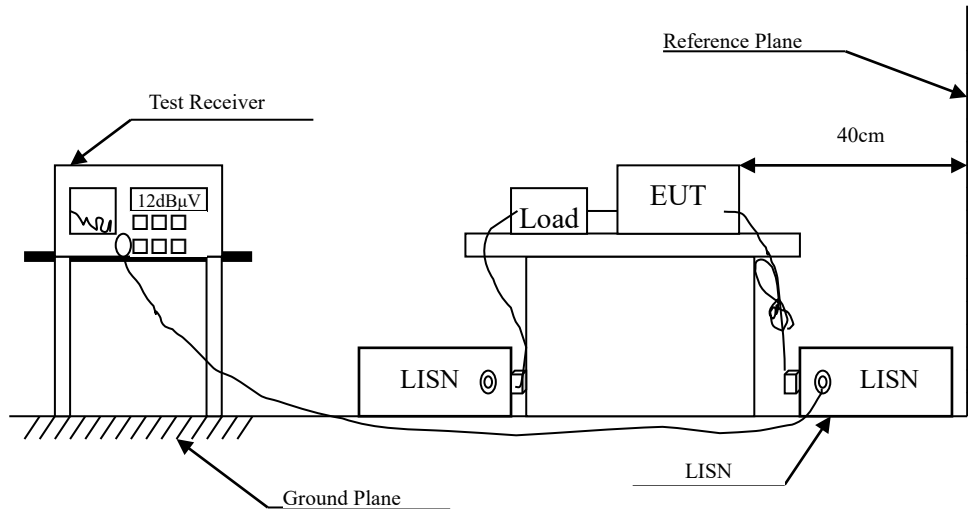 Reference Plane
Test Receiver
40cm
12dBμV
Load
EUT
LISN
LISN
LISN
Ground Plane